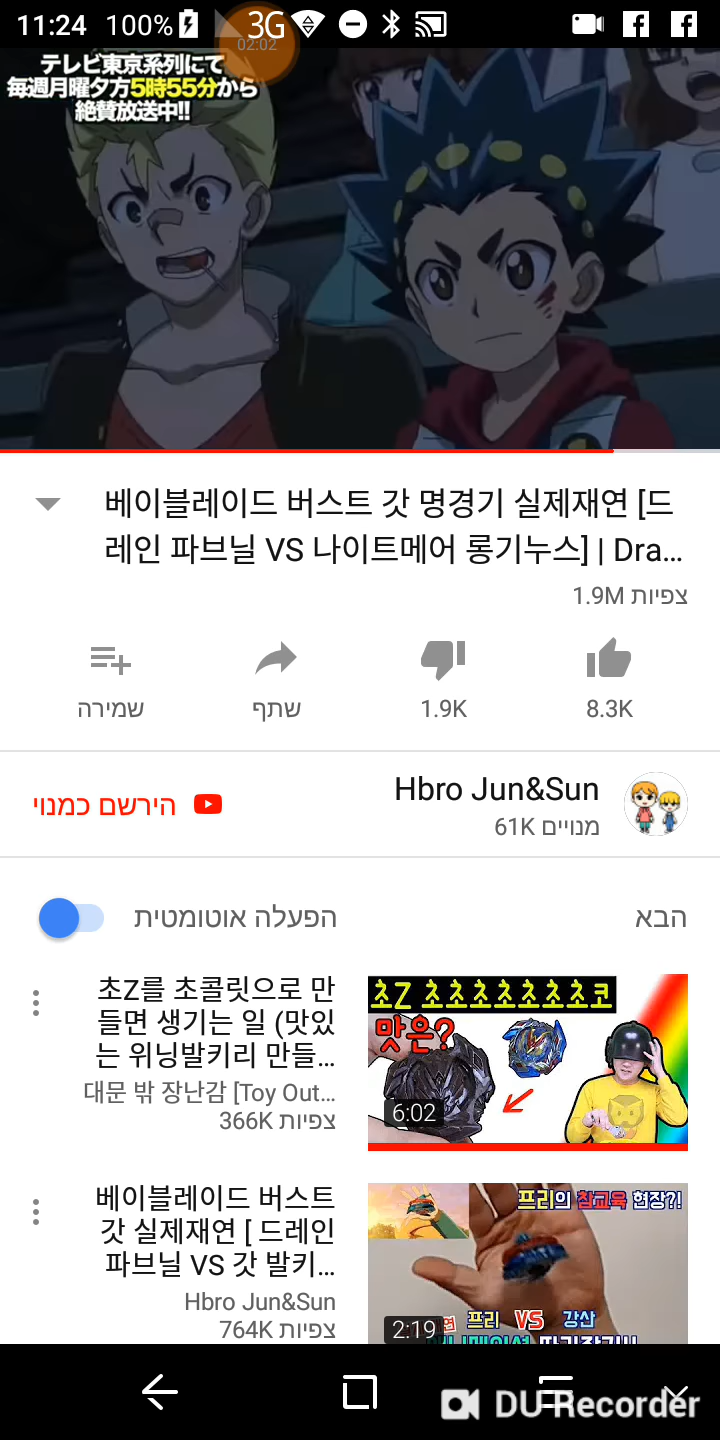 11:24 100% 3G
02:02
テレビ東京系列にて
毎週月曜夕方5時55分から
絶賛放送中!!
베이블레이드 버스트 갓 명경기 실제재연 [드
레인 파브닐 VS 나이트메어 롱기누스] | Dra...
1.9M צפיות
שמירה
שתף
1.9K
8.3K
הירשם כמנוי
Hbro Jun&Sun
61K מנויים
הפעלה אוטומטית
הבא
초Z를 초콜릿으로 만
들면 생기는 일 (맛있
는 위닝발키리 만들...
대문 밖 장난감 [Toy Out...
366K צפיות
초Z 초초초초초초초초코
맛은?
6:02
베이블레이드 버스트
갓 실제재연 [ 드레인
파브닐 VS 갓 발키...
Hbro Jun&Sun
764K צפיות
프리의 참교육 현장?!
프리 VS 강산
2:19
DU Recorder